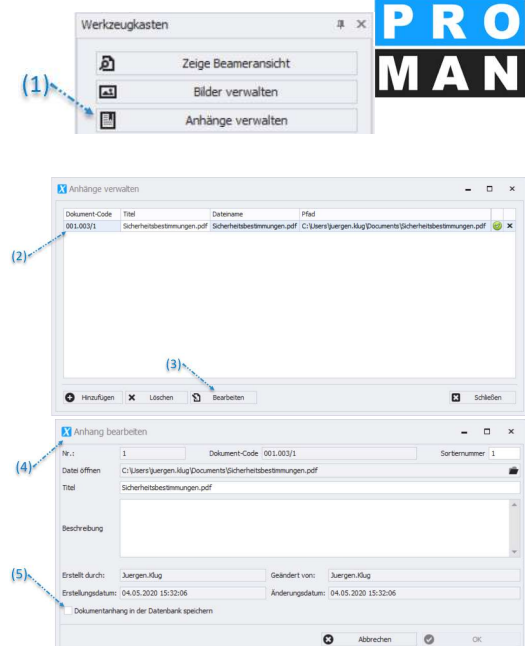 PRO
MAN
Werkzeugkasten
Zeige Beameransicht
(1)
Bilder verwalten
Anhänge verwalten
Anhänge verwalten
Dokument-Code Titel Dateiname Pfad
001.003/1 Sicherheitsbestimmungen.pdf Sicherheitsbestimmungen.pdf C:\Users\juergen.klug\Documents\Sicherheitsbestimmungen.pdf
(2)
(3)
Hinzufügen Löschen Bearbeiten Schließen
Anhang bearbeiten
(4)
Nr.: 1 Dokument-Code 001.003/1 Sortiernummer 1
Datei öffnen C:\Users\juergen.klug\Documents\Sicherheitsbestimmungen.pdf
Titel Sicherheitsbestimmungen.pdf
Beschreibung
(5)
Erstellt durch: Juergen.Klug Geändert von: Juergen.Klug
Erstellungsdatum: 04.05.2020 15:32:06 Änderungsdatum: 04.05.2020 15:32:06
Dokumentanhang in der Datenbank speichern
Abbrechen OK